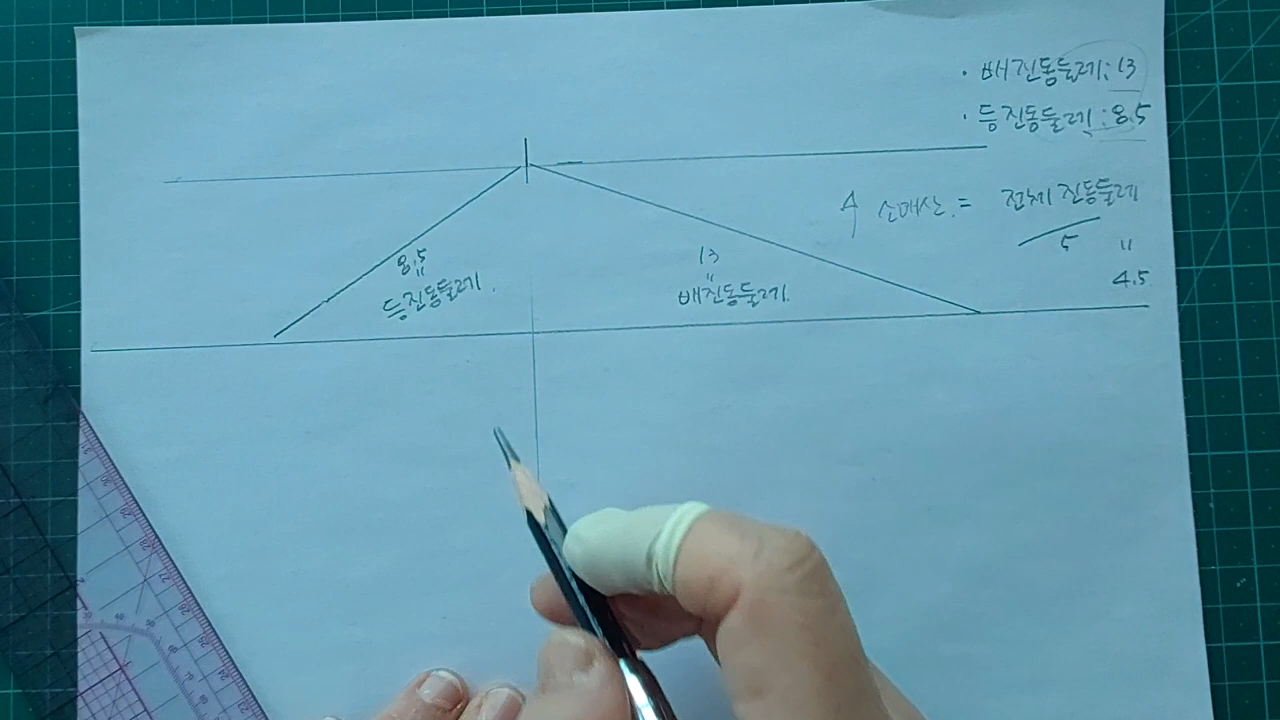 · 배진동둘레: 13
· 등진동둘레: 8.5
소매산. = 전체 진동둘레
5
"
4.5
8.5
"
등진동둘레.
13
"
배진동둘레.